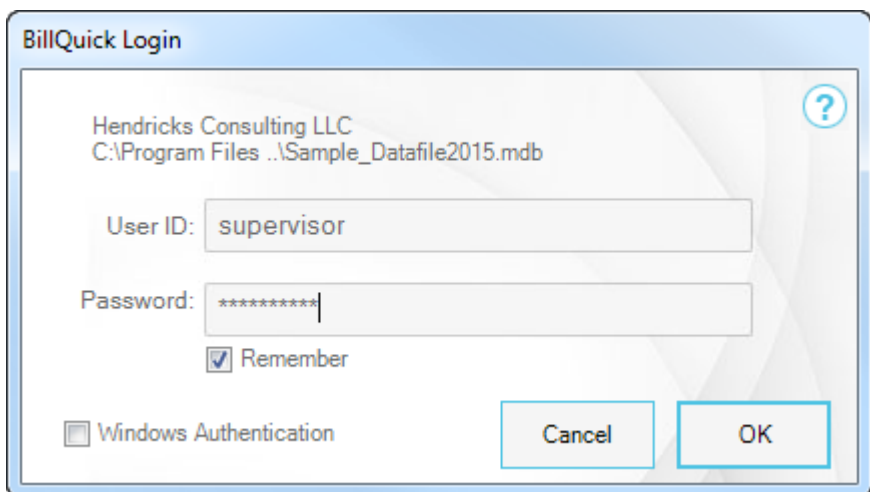 BillQuick Login
?
Hendricks Consulting LLC
C:\Program Files ..\Sample_Datafile2015.mdb
User ID: supervisor
Password: **********
Remember
Windows Authentication Cancel OK